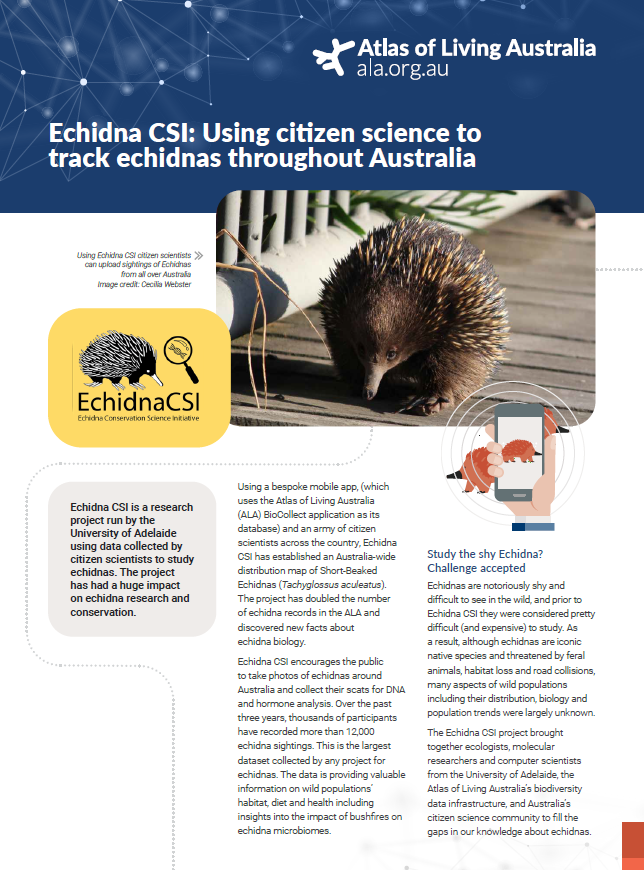 Atlas of Living Australia
ala.org.au
Echidna CSI: Using citizen science to
track echidnas throughout Australia
Using Echidna CSI citizen scientists
can upload sightings of Echidnas
from all over Australia
Image credit: Cecilia Webster
EchidnaCSI
Echidna Conservation Science Initiative
Echidna CSI is a research
project run by the
University of Adelaide
using data collected by
citizen scientists to study
echidnas. The project
has had a huge impact
on echidna research and
conservation.
Using a bespoke mobile app, (which
uses the Atlas of Living Australia
(ALA) BioCollect application as its
database) and an army of citizen
scientists across the country, Echidna
CSI has established an Australia-wide
distribution map of Short-Beaked
Echidnas (Tachyglossus aculeatus).
The project has doubled the number
of echidna records in the ALA and
discovered new facts about
echidna biology.
Echidna CSI encourages the public
to take photos of echidnas around
Australia and collect their scats for DNA
and hormone analysis. Over the past
three years, thousands of participants
have recorded more than 12,000
echidna sightings. This is the largest
dataset collected by any project for
echidnas. The data is providing valuable
information on wild populations'
habitat, diet and health including
insights into the impact of bushfires on
echidna microbiomes.
Study the shy Echidna?
Challenge accepted
Echidnas are notoriously shy and
difficult to see in the wild, and prior to
Echidna CSI they were considered pretty
difficult (and expensive) to study. As
a result, although echidnas are iconic
native species and threatened by feral
animals, habitat loss and road collisions,
many aspects of wild populations
including their distribution, biology and
population trends were largely unknown.
The Echidna CSI project brought
together ecologists, molecular
researchers and computer scientists
from the University of Adelaide, the
Atlas of Living Australia's biodiversity
data infrastructure, and Australia's
citizen science community to fill the
gaps in our knowledge about echidnas.